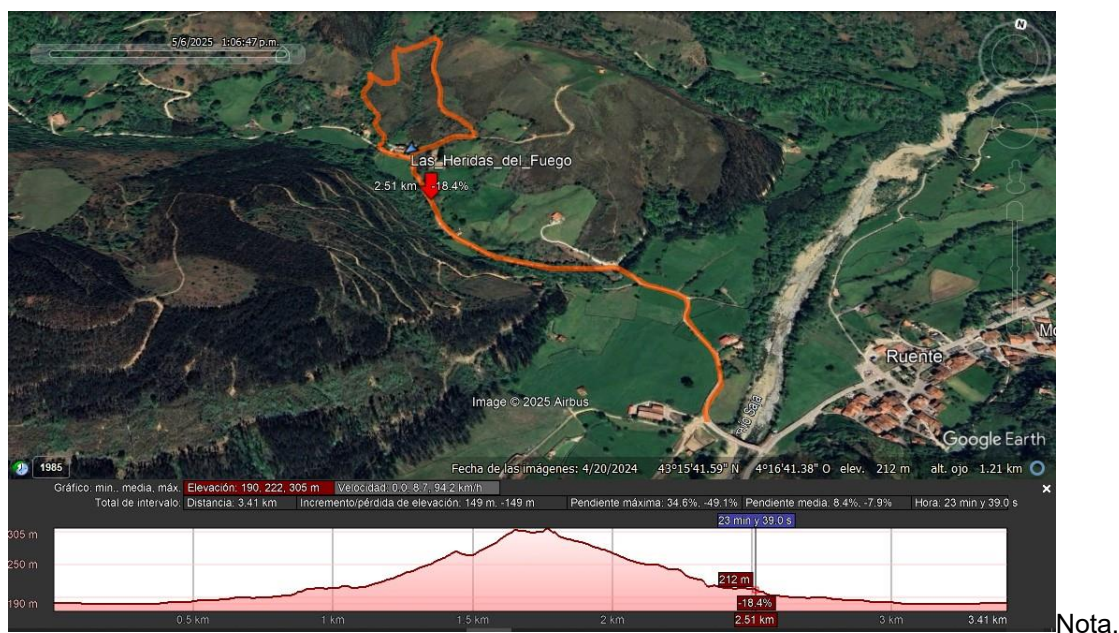 5/6/2025 1:06:47 p.m.
N
Las_Heridas_del_Fuego
2.51 km -18.4%
Ruente
Mo
Image © 2025 Airbus
Río Saja
Google Earth
1985
Fecha de las imágenes: 4/20/2024 43°15'41.59" N 4°16'41.38" O elev. 212 m alt. ojo 1.21 km
Gráfico. min.. media, máx. Elevación: 190, 222, 305 m Velocidad: 0.0, 8.7, 94.2 km/h
Total de intervalo: Distancia: 3.41 km Incremento/pérdida de elevación: 149 m. -149 m Pendiente máxima: 34.6%, -49.1% Pendiente media: 8.4%, -7.9% Hora: 23 min y 39.0 s
23 min y 39.0 s
305 m
250 m
190 m
212 m
-18.4%
0.5 km 1 km 1.5 km 2 km 2.51 km 3 km 3.41 km
Nota.